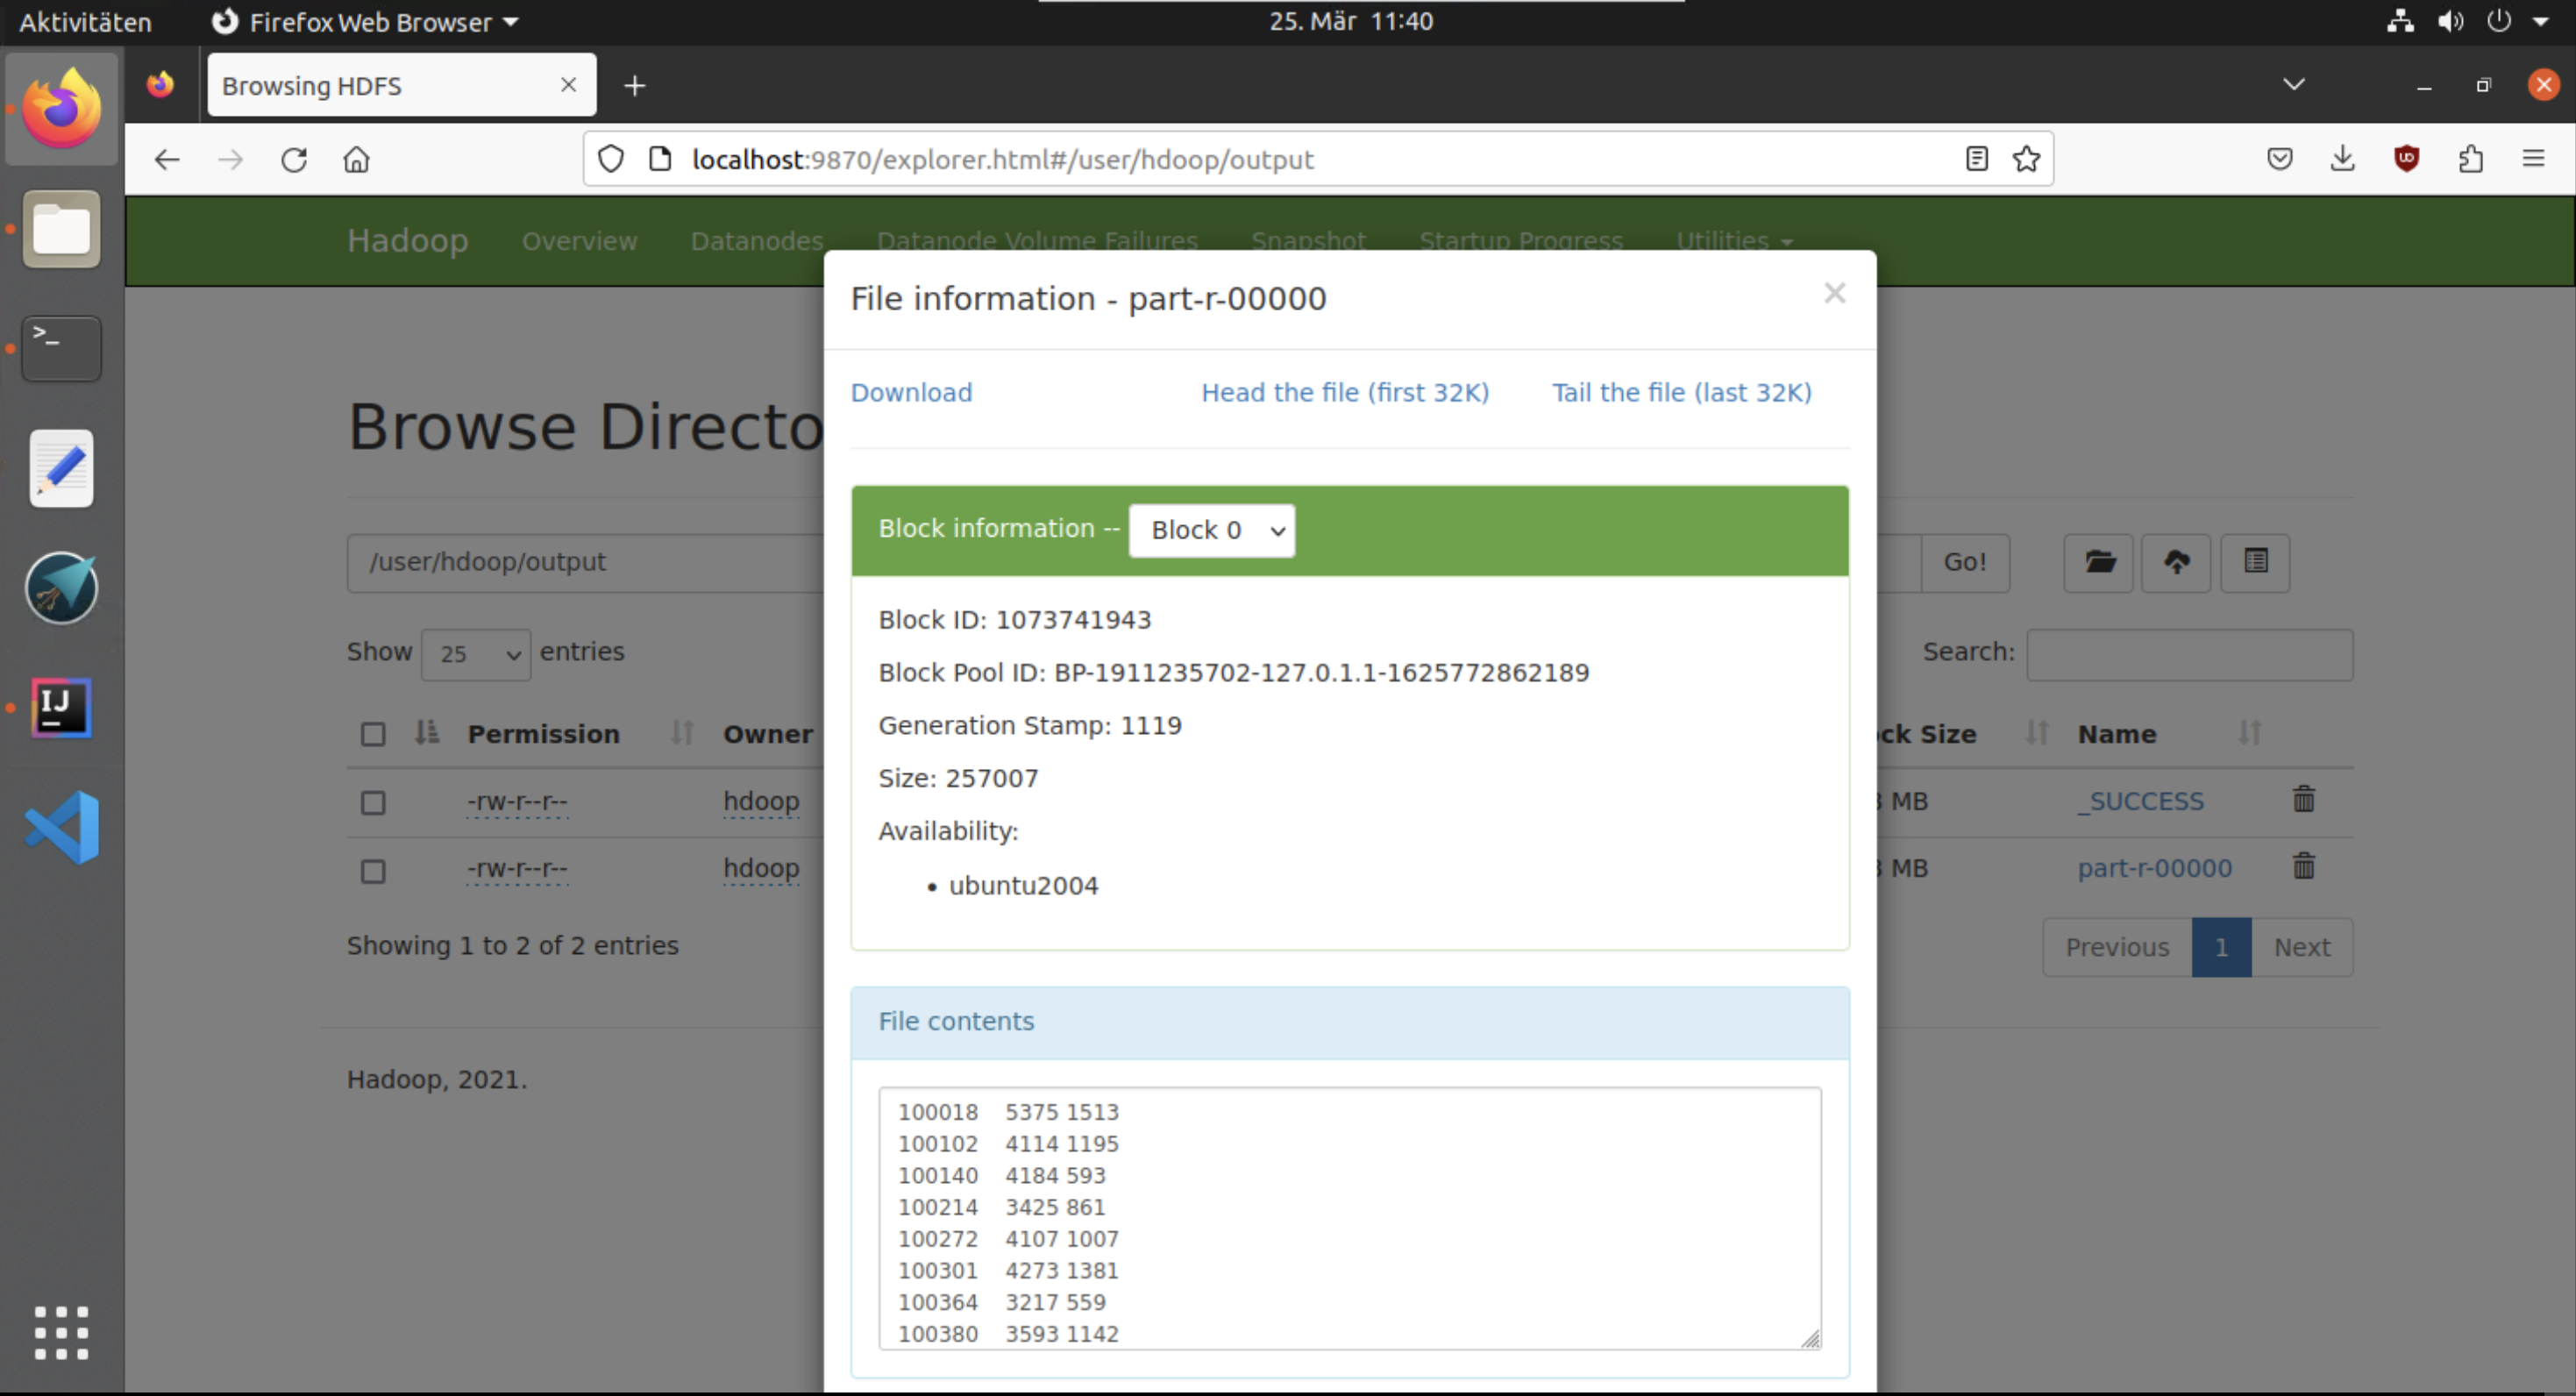 Aktivitäten Firefox Web Browser 25. Mär 11:40
Browsing HDFS
localhost:9870/explorer.html#/user/hdoop/output
Hadoop Overview Datanodes Datanode Volume Failures Snapshot Startup Progress Utilities
File information - part-r-00000
Download Head the file (first 32K) Tail the file (last 32K)
Browse Directo
Block information -- Block 0
/user/hdoop/output Go!
Block ID: 1073741943
Show 25 entries Search:
Block Pool ID: BP-1911235702-127.0.1.1-1625772862189
Generation Stamp: 1119
Permission Owner ck Size Name
Size: 257007
-rw-r--r-- hdoop MB _SUCCESS
Availability:
-rw-r--r-- hdoop MB part-r-00000
• ubuntu2004
Showing 1 to 2 of 2 entries Previous 1 Next
File contents
Hadoop, 2021.
100018 5375 1513
100102 4114 1195
100140 4184 593
100214 3425 861
100272 4107 1007
100301 4273 1381
100364 3217 559
100380 3593 1142
>_
IJ